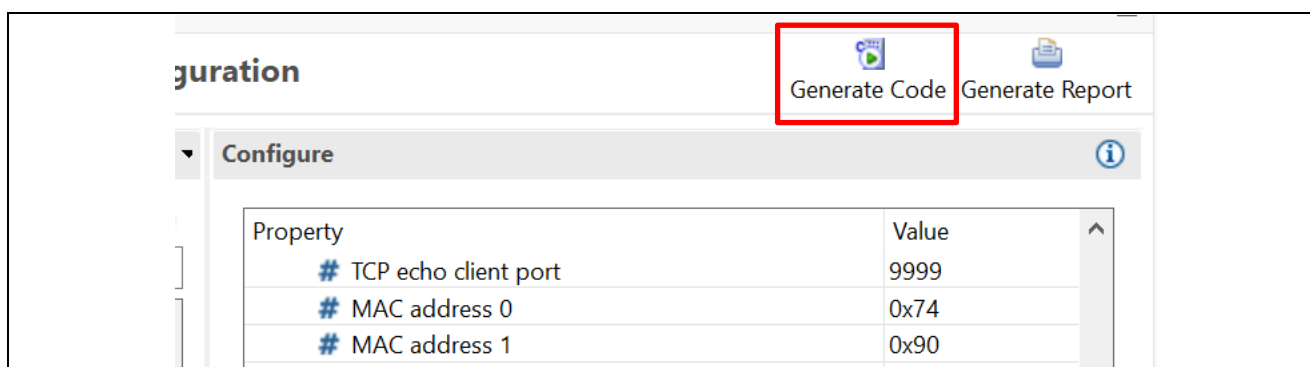 guration
Generate Code Generate Report
Configure
Property Value
# TCP echo client port 9999
# MAC address 0 0x74
# MAC address 1 0x90